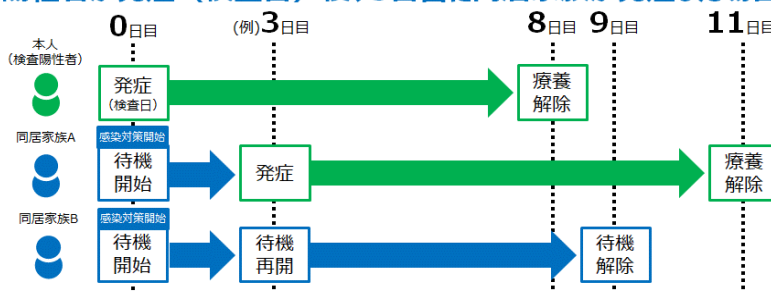 0日目
(例)3日目
8日目
9日目
11日目
本人
(検査陽性者)
発症
(検査日)
療養
解除
同居家族A
感染対策開始
待機
開始
発症
療養
解除
同居家族B
感染対策開始
待機
開始
待機
再開
待機
解除